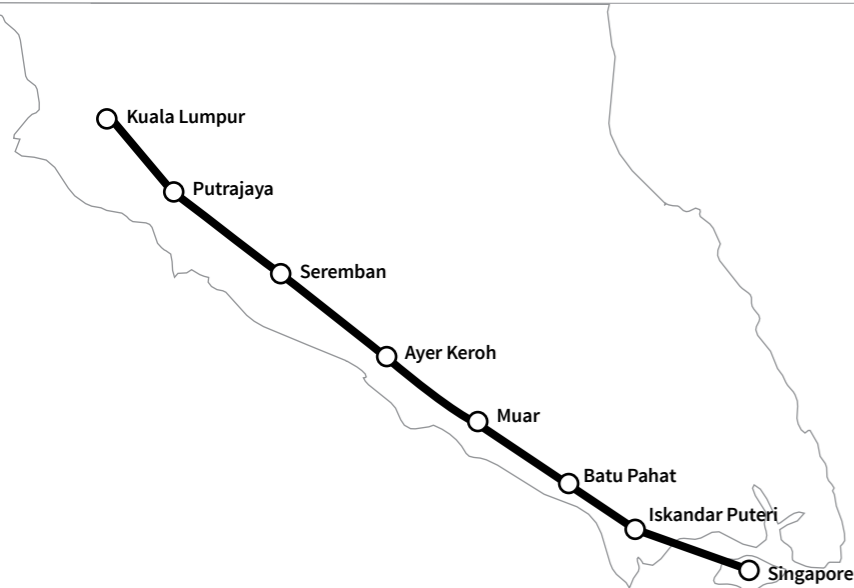 Kuala Lumpur
Putrajaya
Seremban
Ayer Keroh
Muar
Batu Pahat
Iskandar Puteri
Singapore